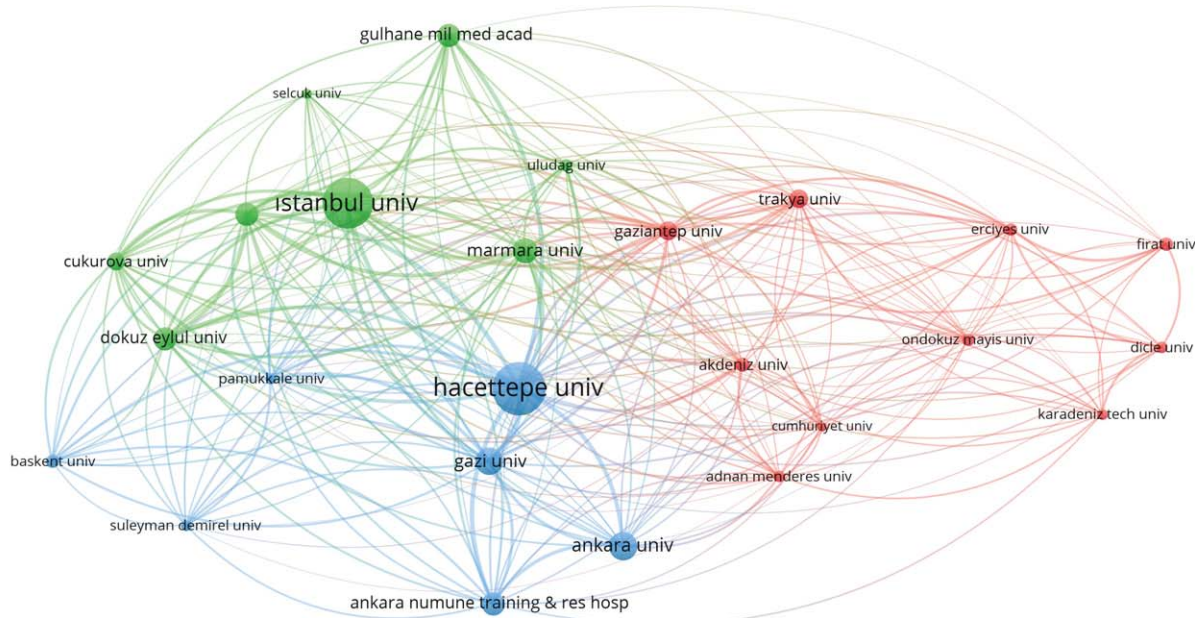 gulhane mil med acad
selcuk univ
uludag univ
ıstanbul univ
trakya univ
gaziantep univ
erciyes univ
firat univ
marmara univ
cukurova univ
dokuz eylul univ
ondokuz mayis univ
dicle univ
akdeniz univ
pamukkale univ
hacettepe univ
karadeniz tech univ
cumhuriyet univ
baskent univ
gazi univ
adnan menderes univ
suleyman demirel univ
ankara univ
ankara numune training & res hosp